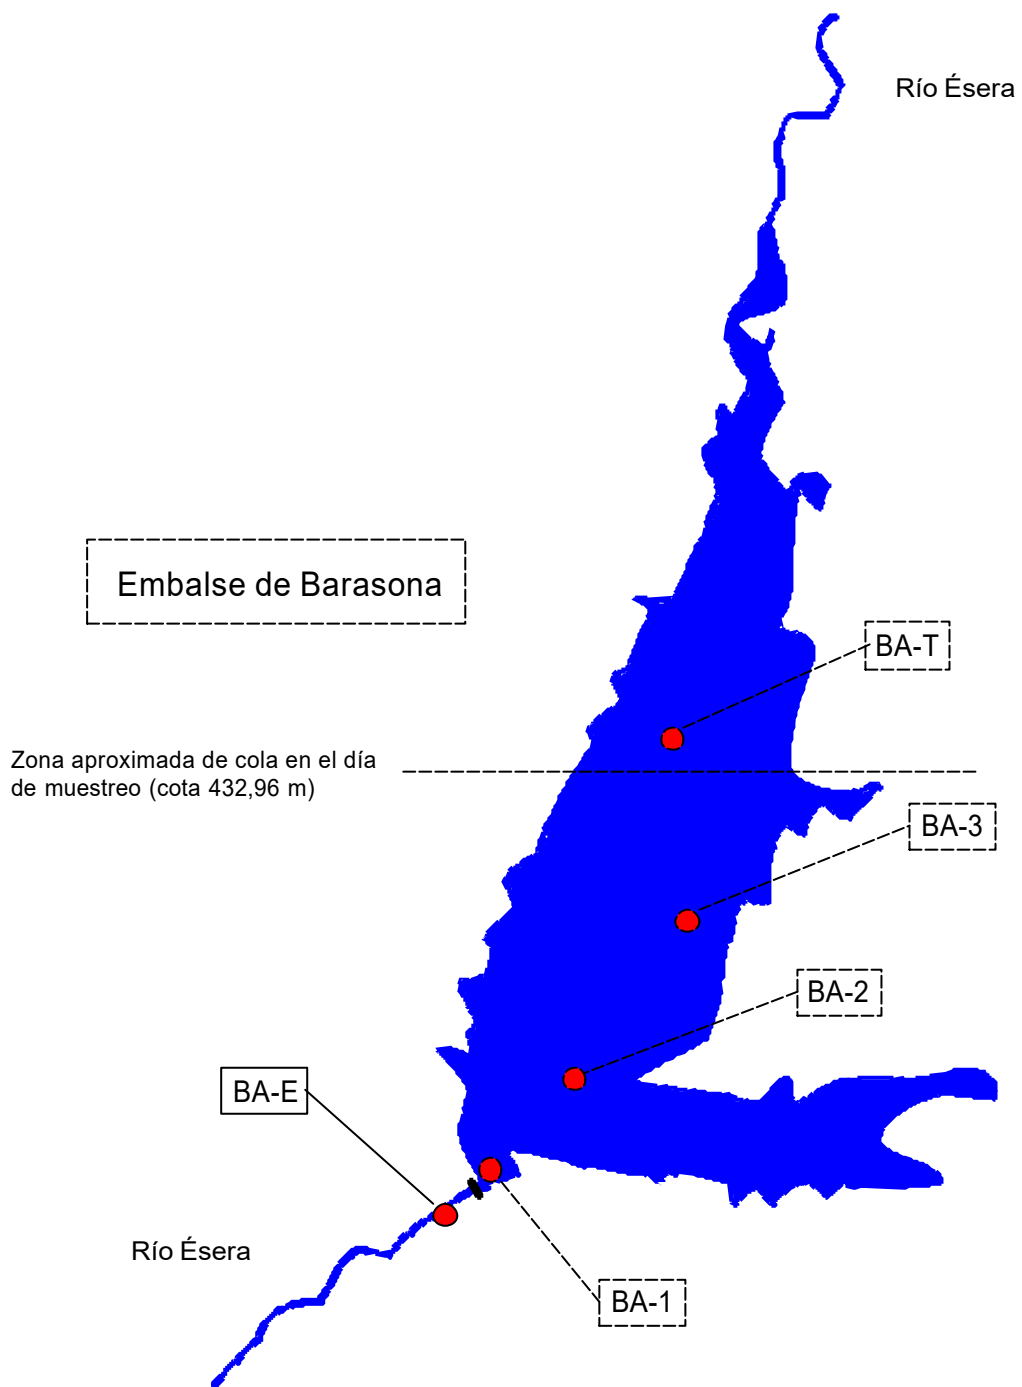 Río Ésera
Embalse de Barasona
BA-T
Zona aproximada de cola en el día
de muestreo (cota 432,96 m)
BA-3
BA-2
BA-E
Río Ésera
BA-1